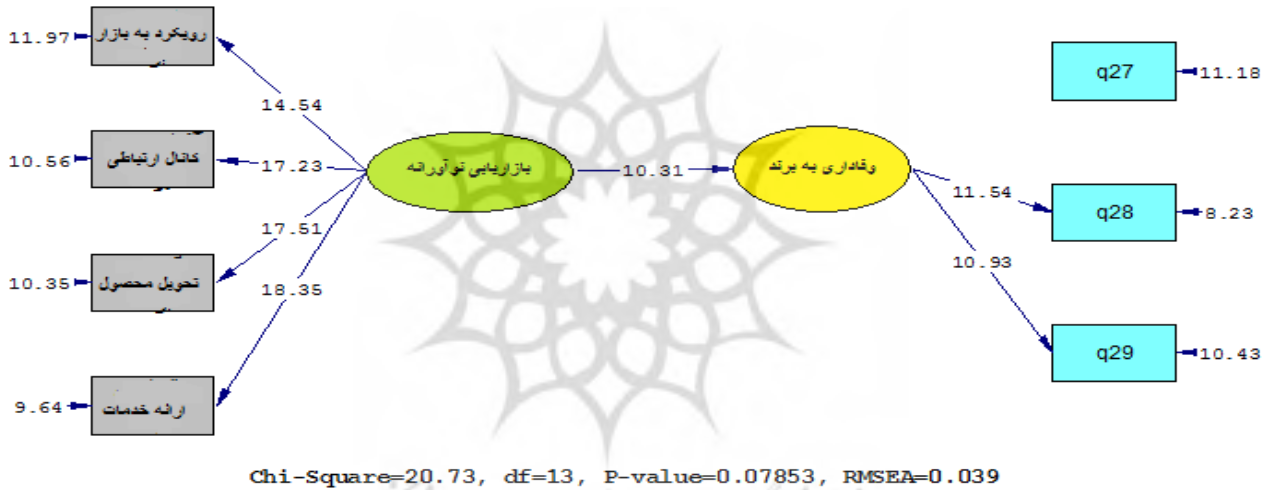 11.97
رویکرد به بازار
14.54
10.56
کانال ارتباطی
17.23
10.35
تحویل محصول
17.51
9.64
ارائه خدمات
18.35
بازاریابی نوآورانه
10.31
وفاداری به برند
q27
11.18
11.54
q28
8.23
10.93
q29
10.43
Chi-Square=20.73, df=13, P-value=0.07853, RMSEA=0.039